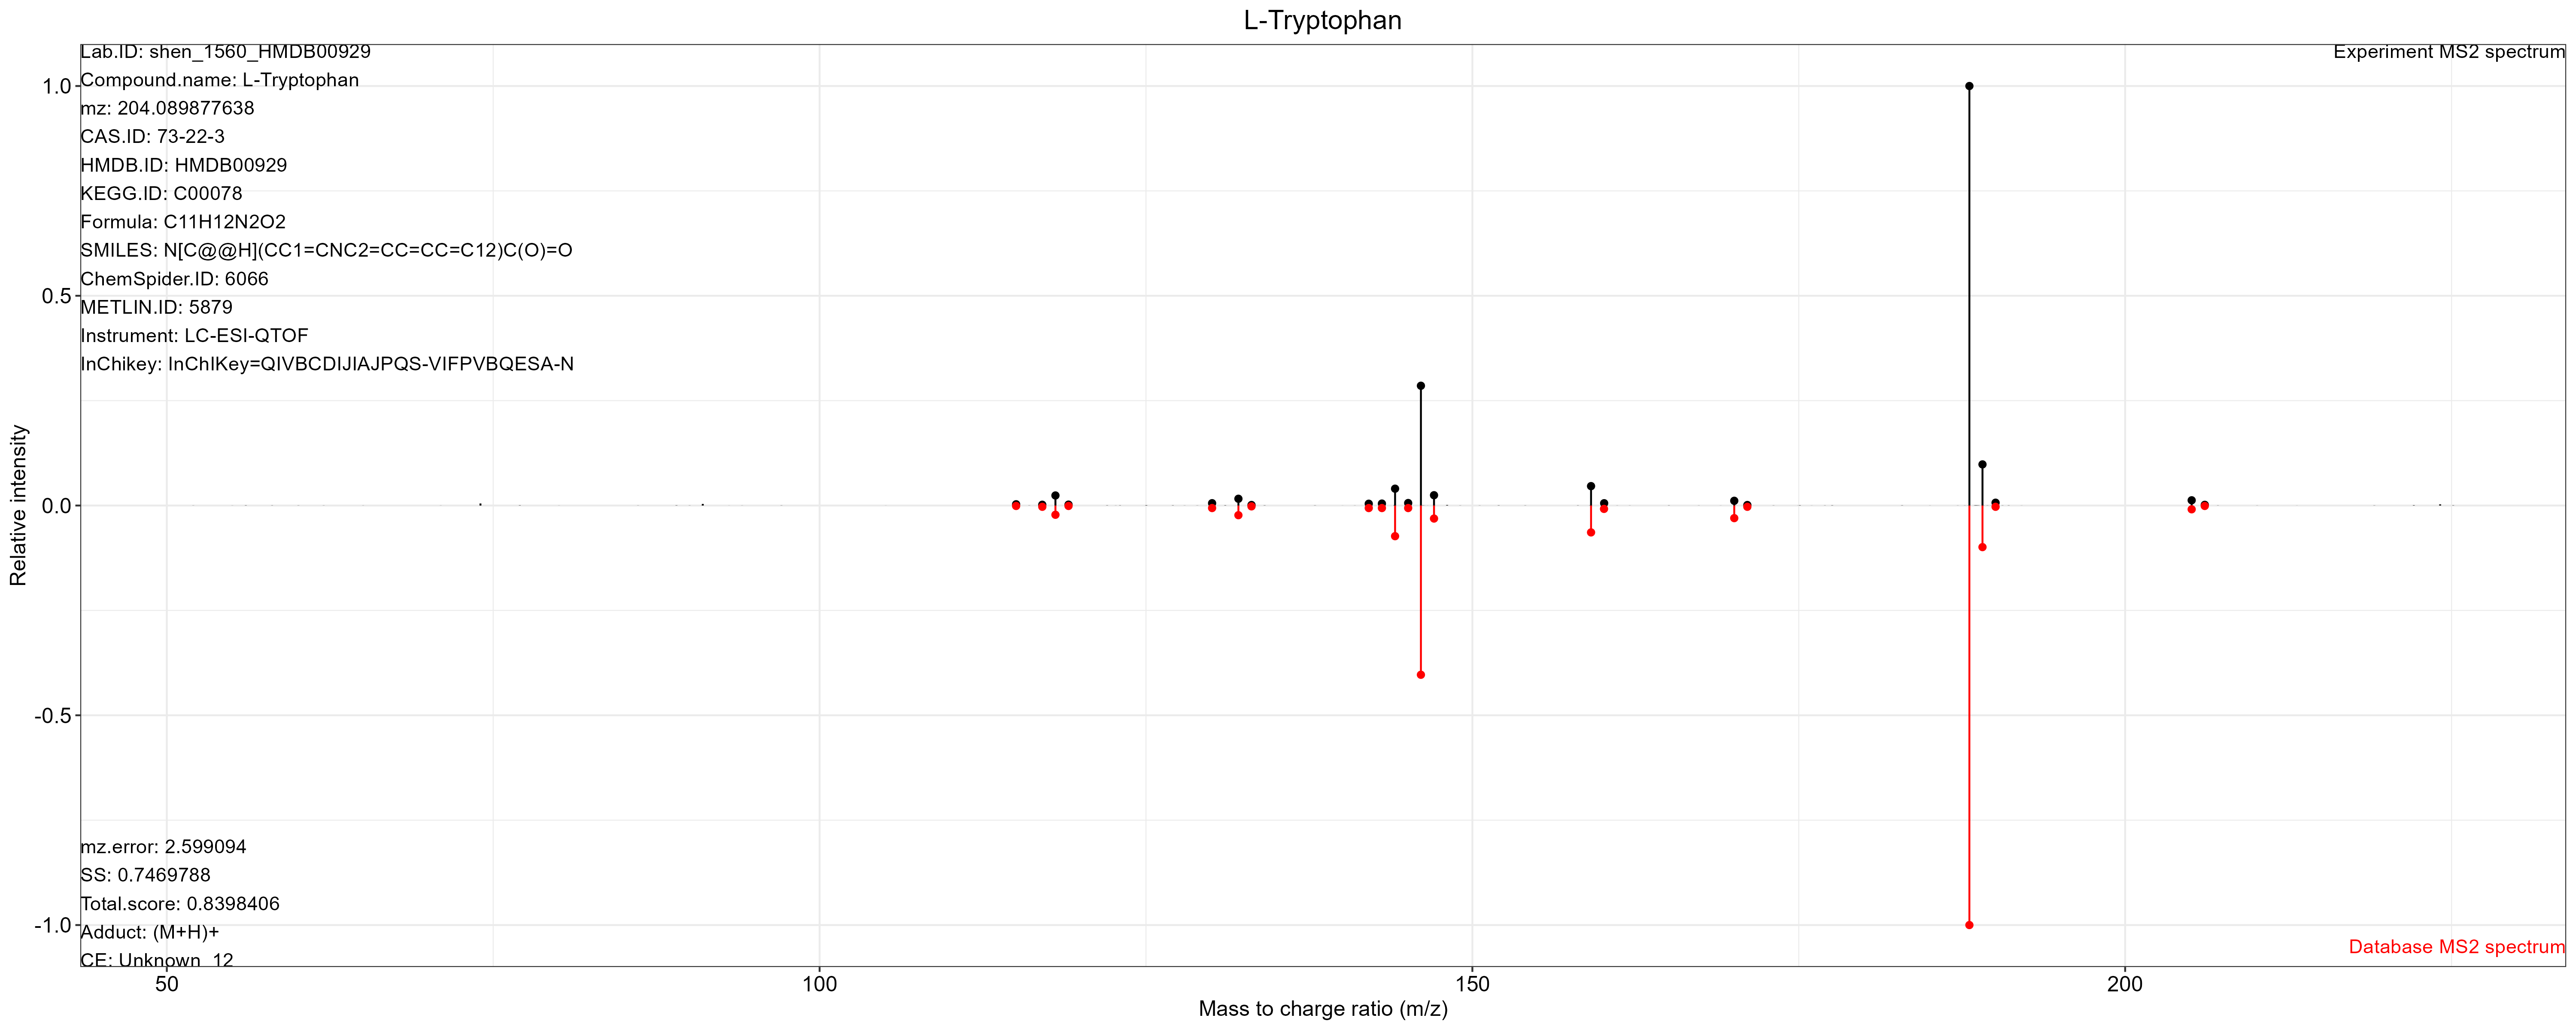 L-Tryptophan
Lab.ID: shen_1560_HMDB00929
Experiment MS2 spectrum
Compound.name: L-Tryptophan
mz: 204.089877638
CAS.ID: 73-22-3
HMDB.ID: HMDB00929
KEGG.ID: C00078
Formula: C11H12N2O2
SMILES: N[C@@H](CC1=CNC2=CC=CC=C12)C(O)=O
ChemSpider.ID: 6066
METLIN.ID: 5879
Instrument: LC-ESI-QTOF
InChikey: InChIKey=QIVBCDIJIAJPQS-VIFPVBQESA-N
1.0
0.5
0.0
-0.5
-1.0
Relative intensity
mz.error: 2.599094
SS: 0.7469788
Total.score: 0.8398406
Adduct: (M+H)+
CE: Unknown_12
Database MS2 spectrum
50 100 150 200
Mass to charge ratio (m/z)